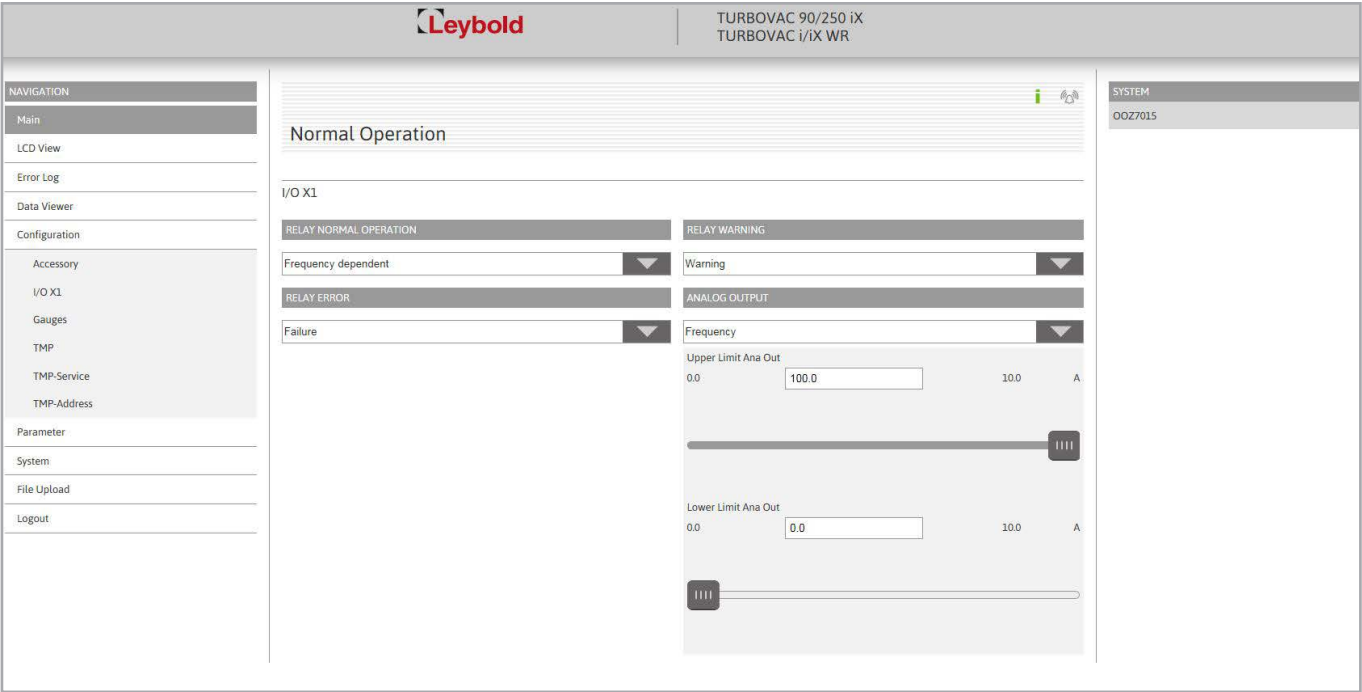 Leybold
TURBOVAC 90/250 iX
TURBOVAC i/iX WR
NAVIGATION
Main
LCD View
Error Log
Data Viewer
Configuration
Accessory
I/O X1
Gauges
TMP
TMP-Service
TMP-Address
Parameter
System
File Upload
Logout
i
Normal Operation
I/O X1
RELAY NORMAL OPERATION
Frequency dependent
RELAY WARNING
Warning
RELAY ERROR
Failure
ANALOG OUTPUT
Frequency
Upper Limit Ana Out
0.0 100.0 10.0 A
Lower Limit Ana Out
0.0 0.0 10.0 A
SYSTEM
OOZ7015